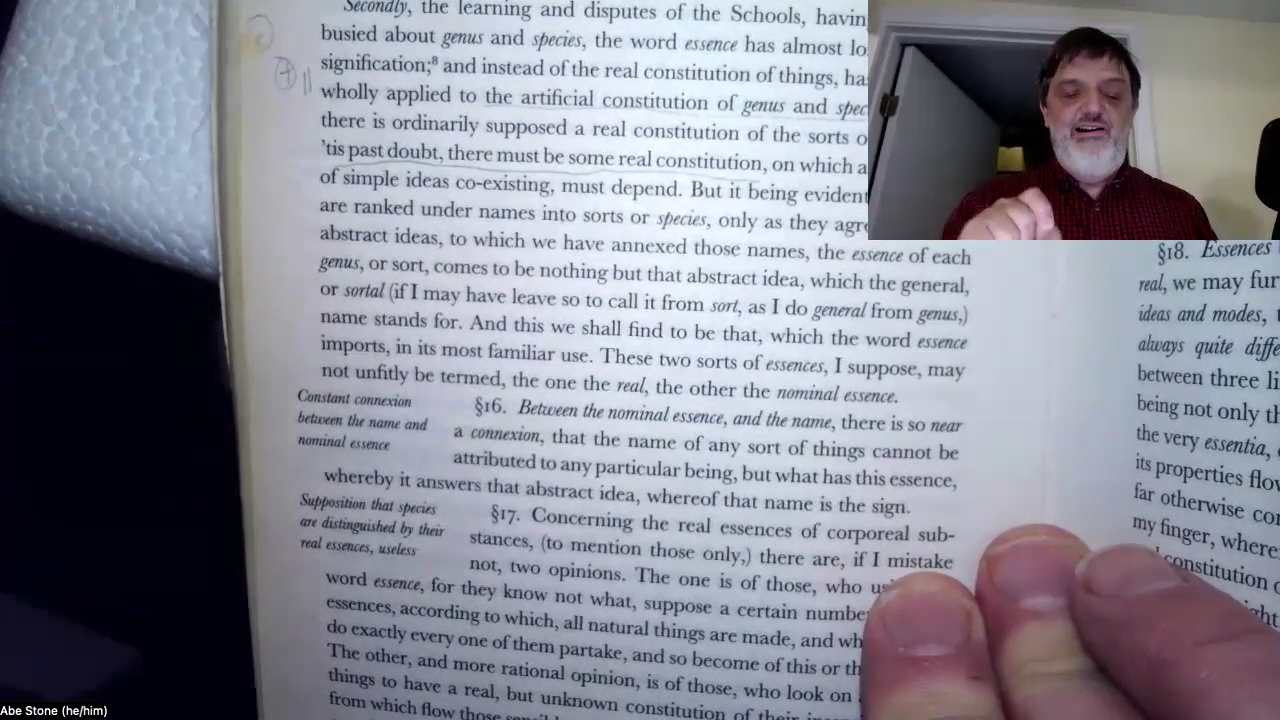 Secondly, the learning and disputes of the Schools, havin
busied about genus and species, the word essence has almost lo
signification;⁸ and instead of the real constitution of things, ha
wholly applied to the artificial constitution of genus and spec
there is ordinarily supposed a real constitution of the sorts o
'tis past doubt, there must be some real constitution, on which a
of simple ideas co-existing, must depend. But it being evident
are ranked under names into sorts or species, only as they agre
abstract ideas, to which we have annexed those names, the essence of each
genus, or sort, comes to be nothing but that abstract idea, which the general,
or sortal (if I may have leave so to call it from sort, as I do general from genus,)
name stands for. And this we shall find to be that, which the word essence
imports, in its most familiar use. These two sorts of essences, I suppose, may
not unfitly be termed, the one the real, the other the nominal essence.
Constant connexion
between the name and
nominal essence
§16. Between the nominal essence, and the name, there is so near
a connexion, that the name of any sort of things cannot be
attributed to any particular being, but what has this essence,
whereby it answers that abstract idea, whereof that name is the sign.
Supposition that species
are distinguished by their
real essences, useless
§17. Concerning the real essences of corporeal sub-
stances, (to mention those only,) there are, if I mistake
not, two opinions. The one is of those, who us
word essence, for they know not what, suppose a certain numbe
essences, according to which, all natural things are made, and wh
do exactly every one of them partake, and so become of this or th
The other, and more rational opinion, is of those, who look on
things to have a real, but unknown constitution of their
from which flow those
§18. Essences
real, we may fur
ideas and modes,
always quite diffe
between three li
being not only th
the very essentia,
its properties flow
far otherwise con
my finger, where
constitution
Abe Stone (he/him)